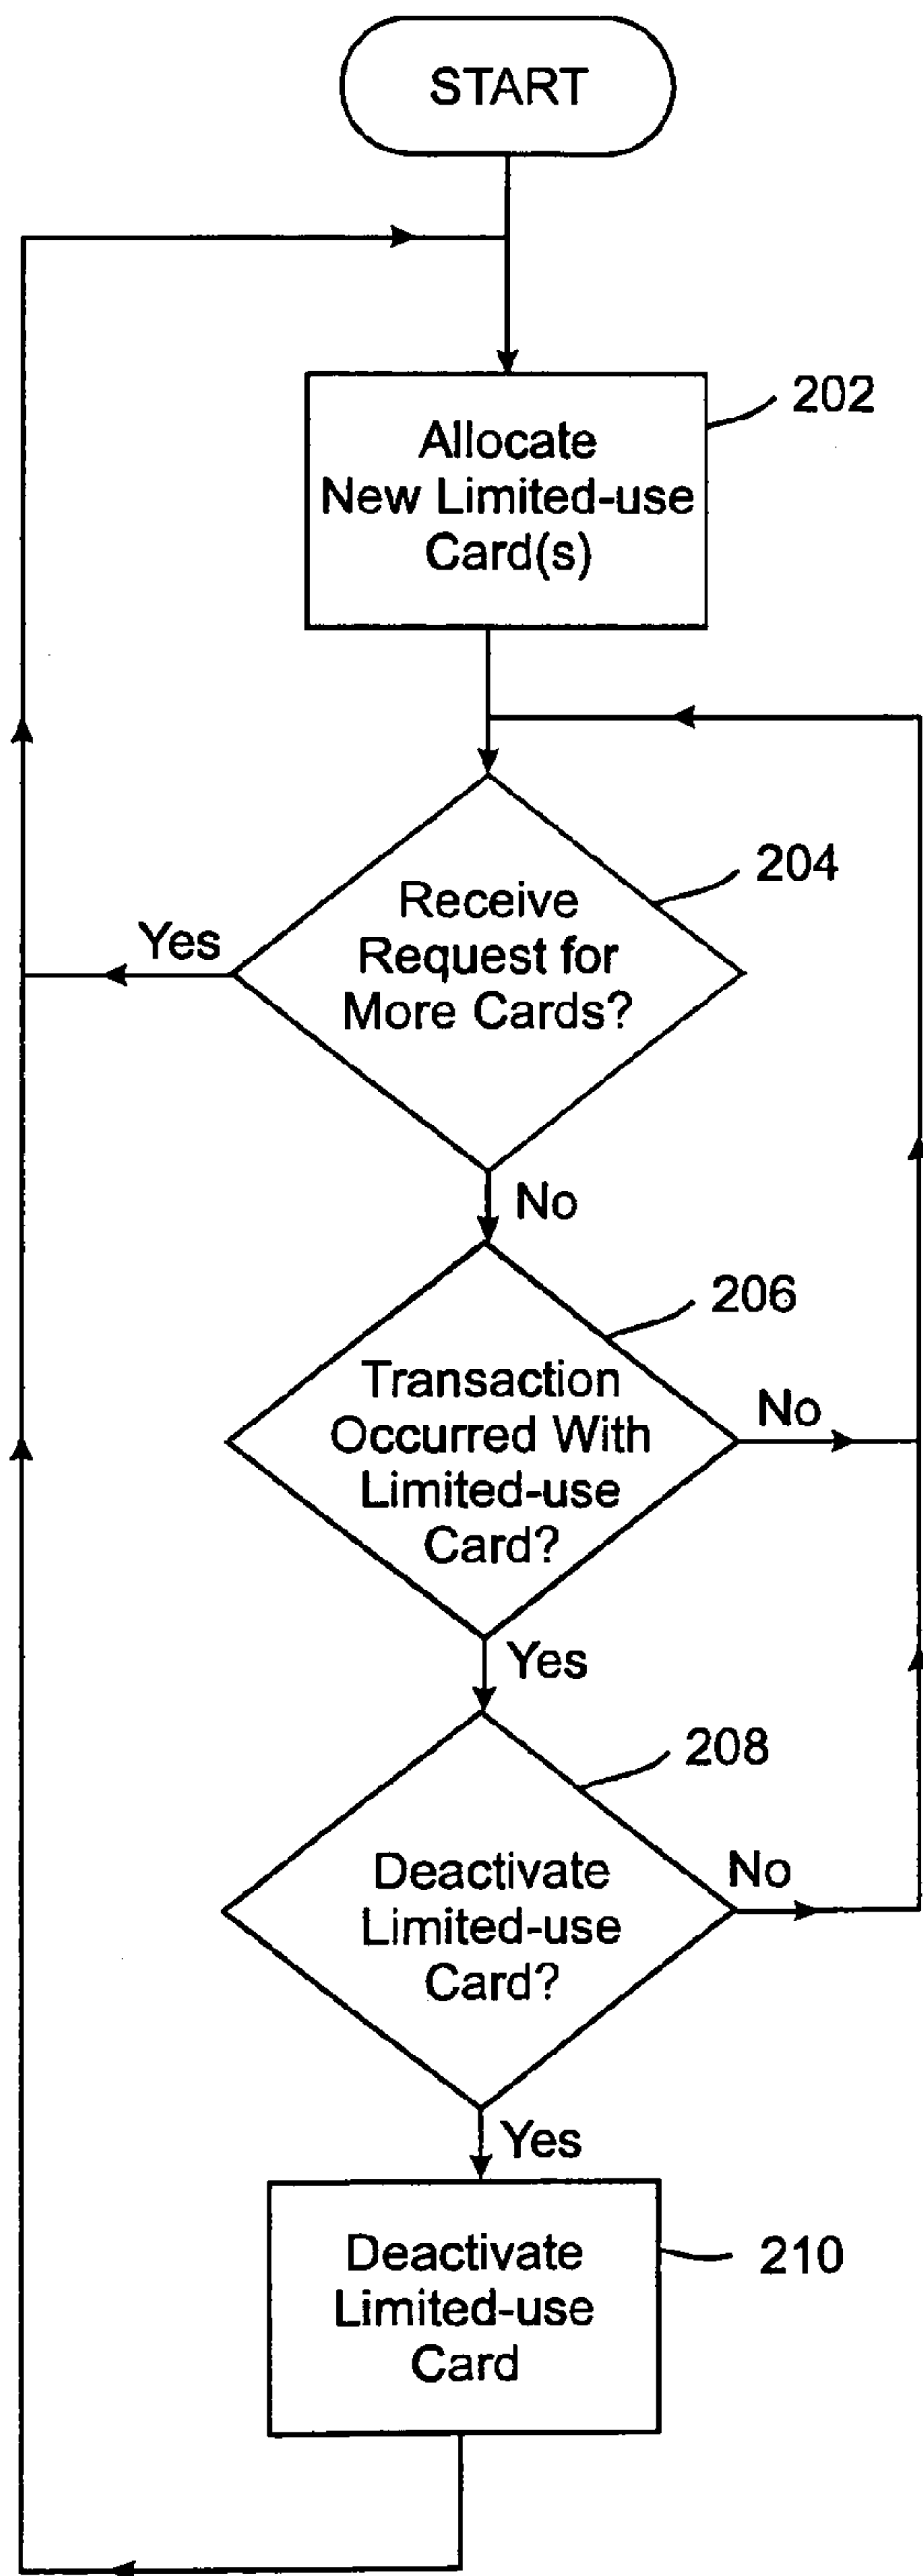 START
202
Allocate
New Limited-use
Card(s)
204
Receive
Request for
More Cards?
Yes
No
206
Transaction
Occurred With
Limited-use
Card?
No
Yes
208
Deactivate
Limited-use
Card?
No
Yes
210
Deactivate
Limited-use
Card